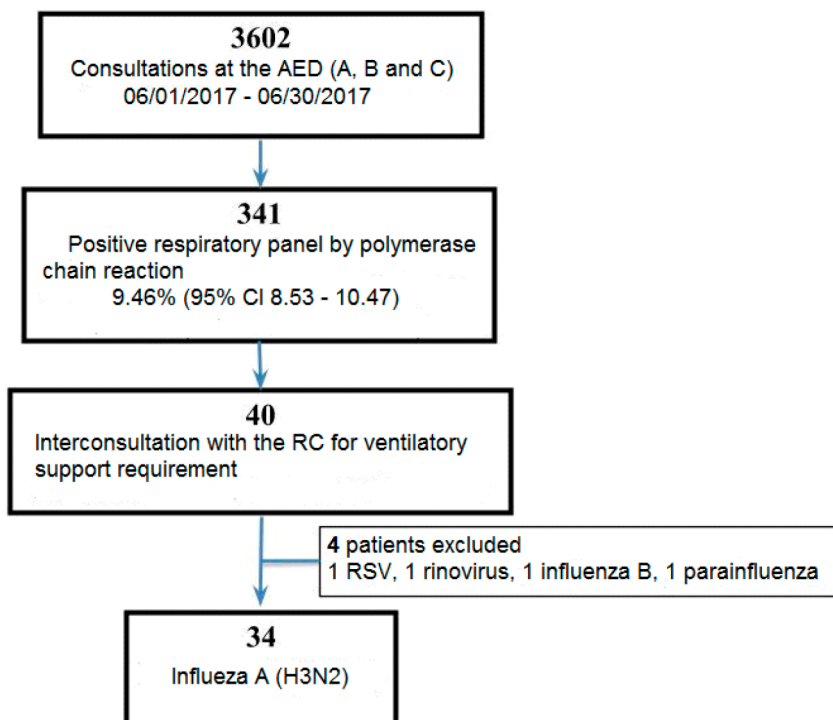 3602
Consultations at the AED (A, B and C)
06/01/2017 - 06/30/2017
341
Positive respiratory panel by polymerase
chain reaction
9.46% (95% CI 8.53 - 10.47)
40
Interconsultation with the RC for ventilatory
support requirement
4 patients excluded
1 RSV, 1 rinovirus, 1 influenza B, 1 parainfluenza
34
Influeza A (H3N2)